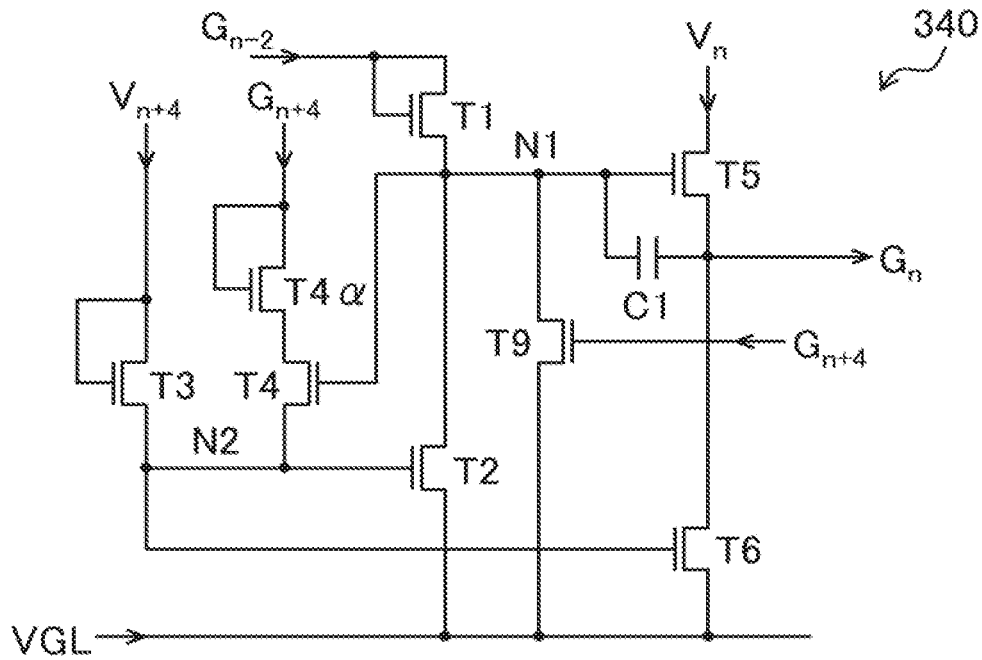 340
G_{n-2}
V_n
V_{n+4}
G_{n+4}
T1
N1
T5
G_n
T4α
C1
T9
G_{n+4}
T3
T4
N2
T2
T6
VGL